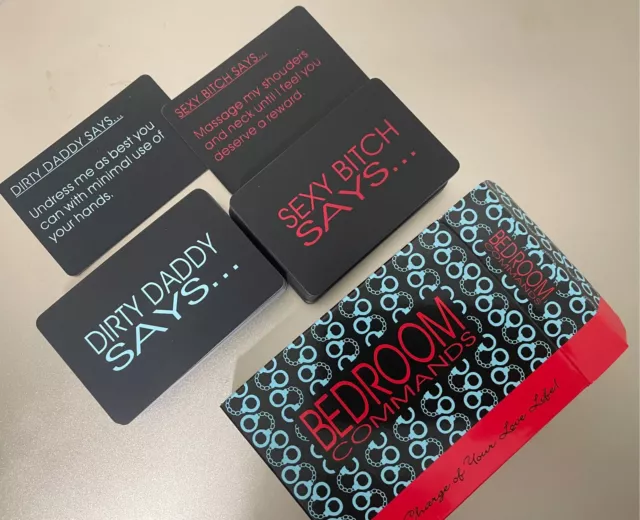 DIRTY DADDY SAYS...
Undress me as best you
can with minimal use of
your hands.
SEXY BITCH SAYS...
Massage my shouders
and neck until I feel you
deserve a reward.
DIRTY DADDY
SAYS...
SEXY BITCH
SAYS...
BEDROOM
COMMANDS
BEDROOM
COMMANDS
Charge of Your Love Life!